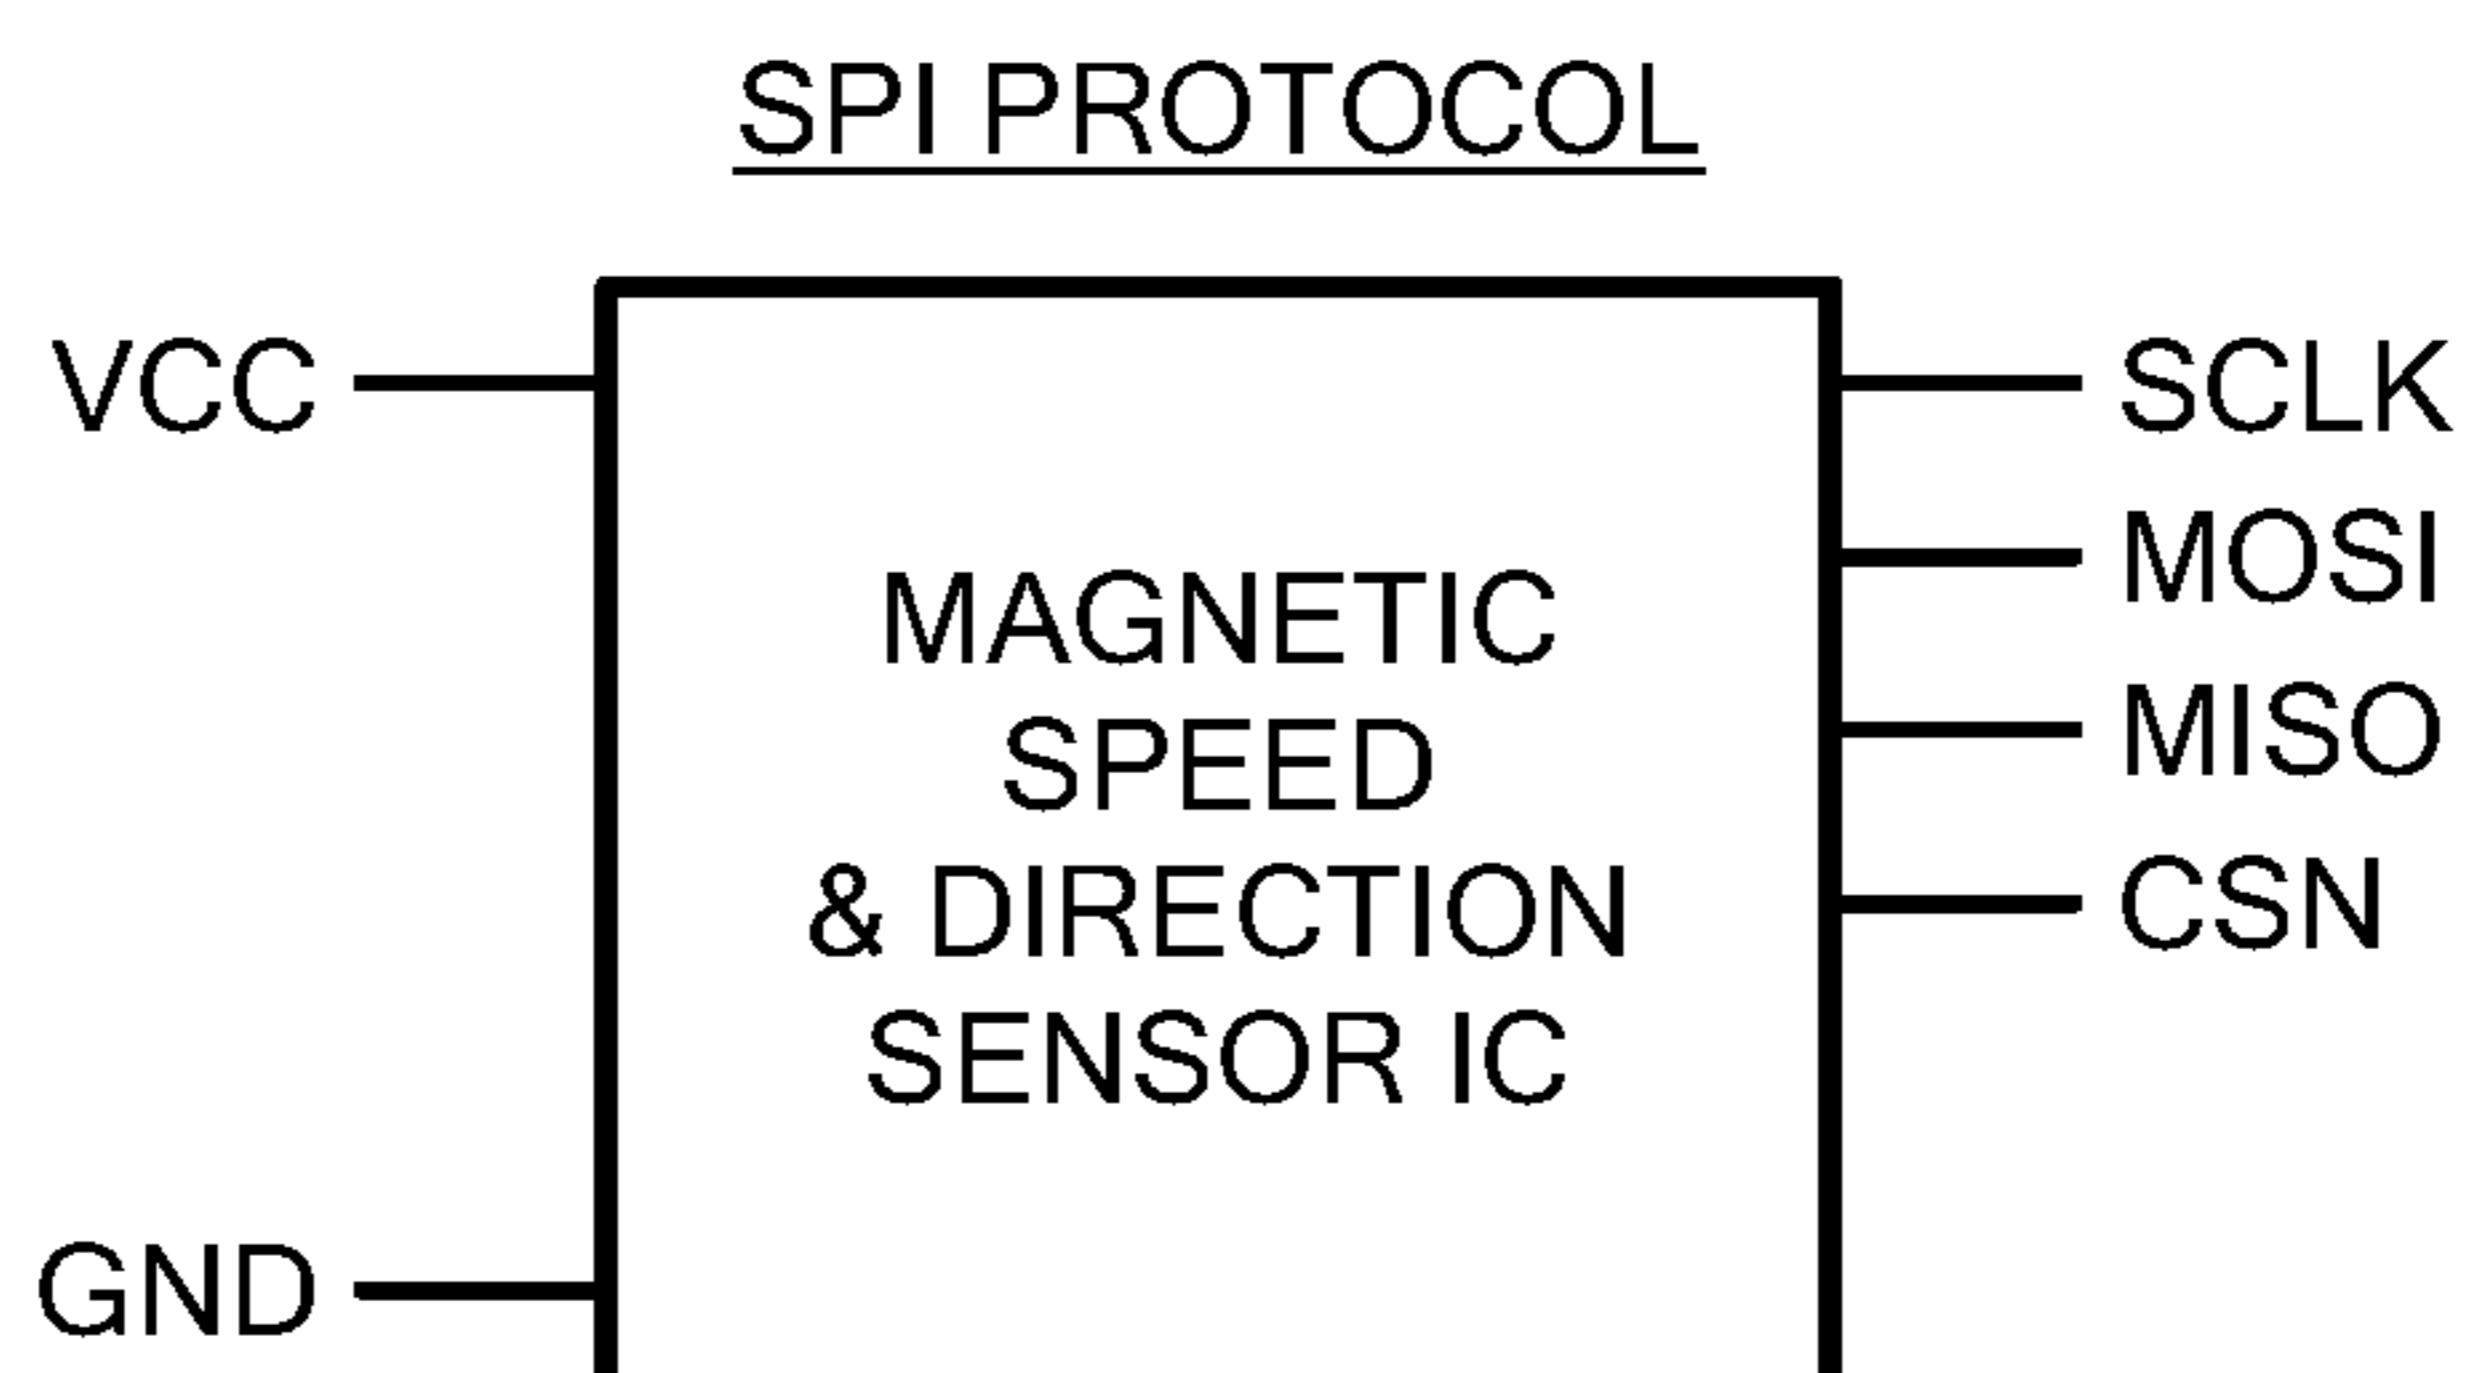 SPI PROTOCOL
VCC
SCLK
MOSI
MAGNETIC
SPEED
MISO
& DIRECTION
CSN
SENSOR IC
GND